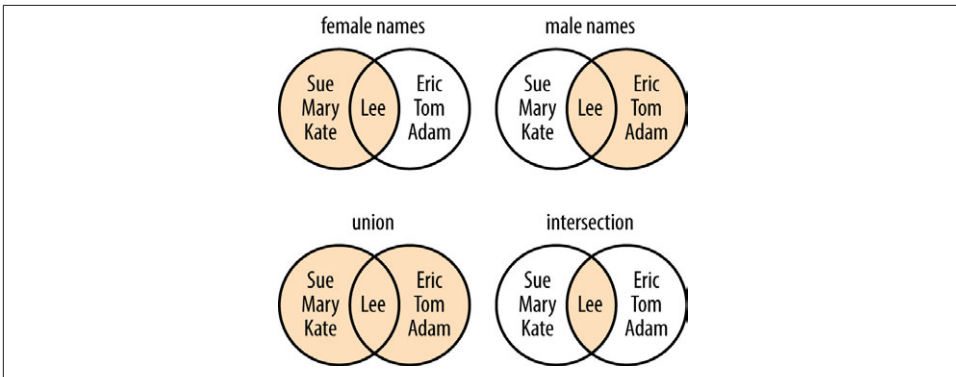 female names
Sue
Mary
Kate
Lee
Eric
Tom
Adam
male names
Sue
Mary
Kate
Lee
Eric
Tom
Adam
union
Sue
Mary
Kate
Lee
Eric
Tom
Adam
intersection
Sue
Mary
Kate
Lee
Eric
Tom
Adam